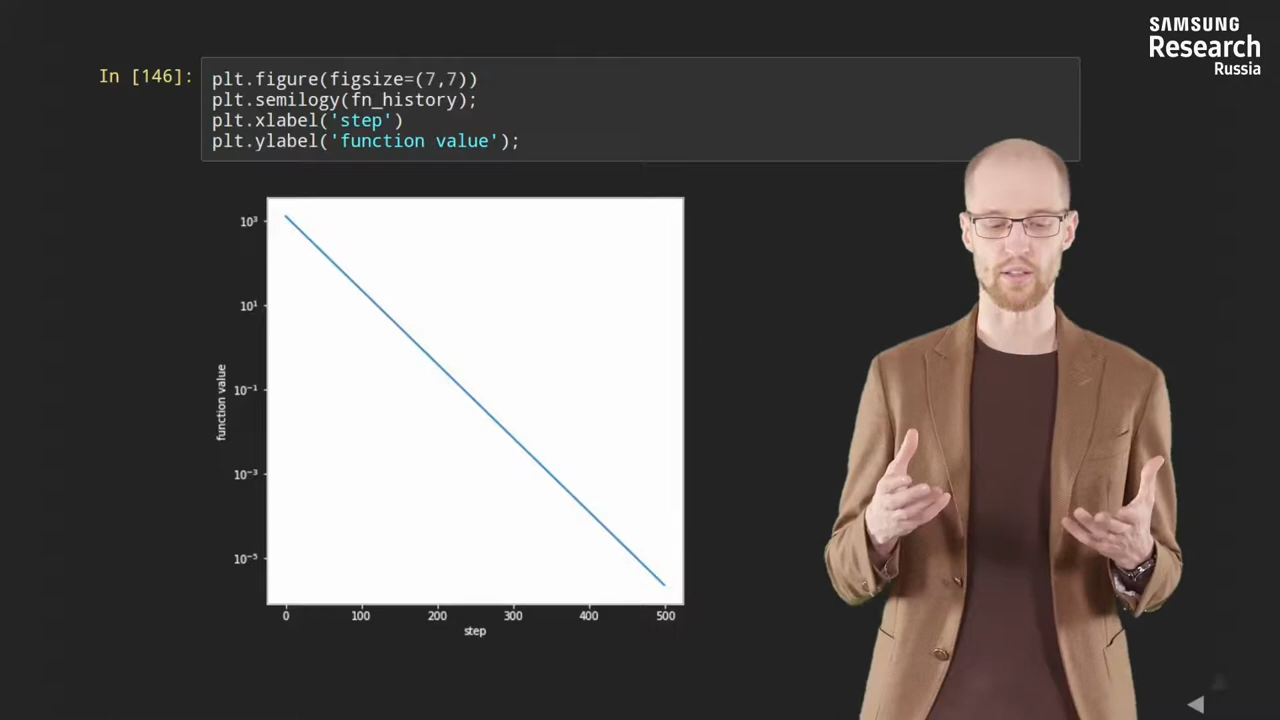 SAMSUNG
Research
Russia
In [146]:
plt.figure(figsize=(7,7))
plt.semilogy(fn_history);
plt.xlabel('step')
plt.ylabel('function value');
10³
10¹
10⁻¹
10⁻³
10⁻⁵
function value
0 100 200 300 400 500
step